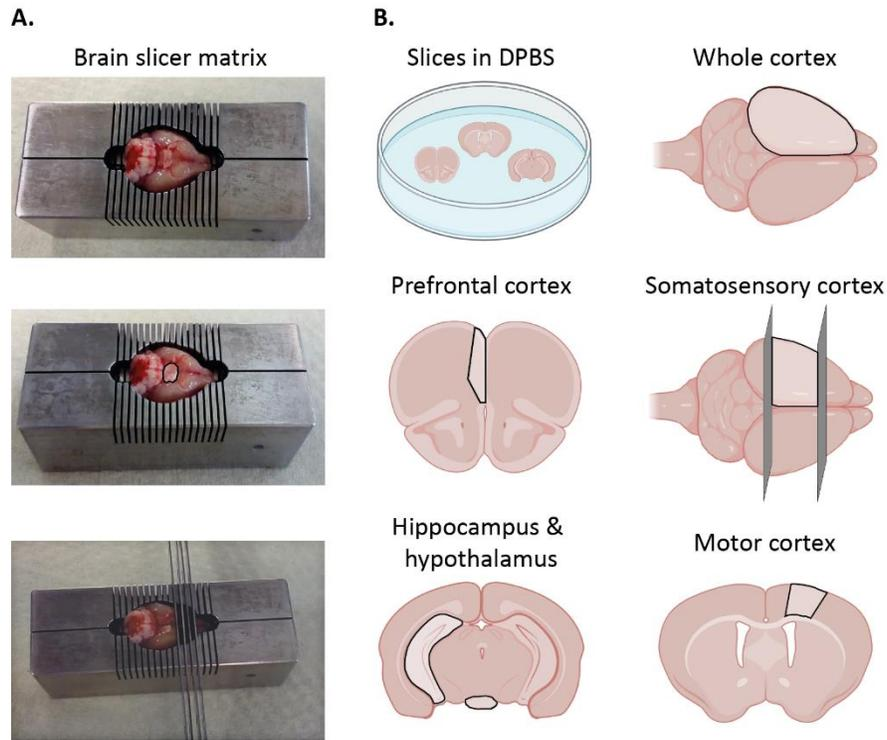 A.
B.
Brain slicer matrix
Slices in DPBS
Whole cortex
Prefrontal cortex
Somatosensory cortex
Hippocampus &
hypothalamus
Motor cortex